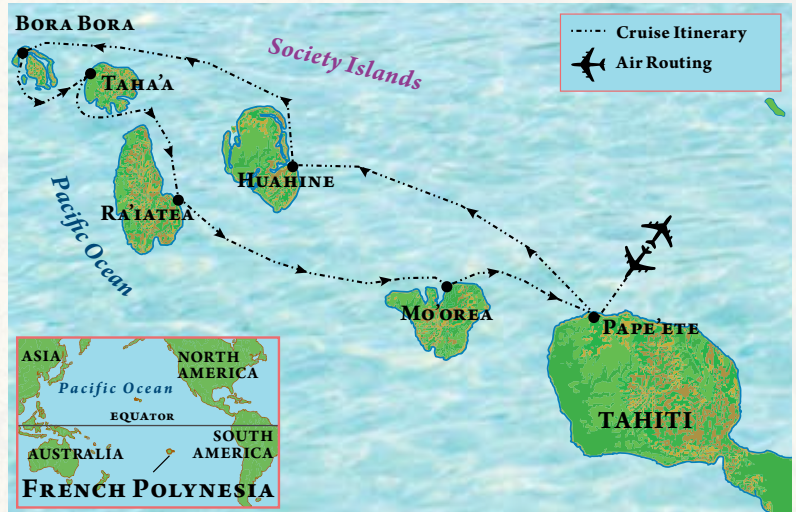 Bora Bora
Society Islands
Cruise Itinerary
Air Routing
Taha'a
Huahine
Pacific Ocean
Ra'iatea
Mo'orea
Pape'ete
TAHITI
ASIA
NORTH
AMERICA
Pacific Ocean
Equator
SOUTH
AMERICA
AUSTRALIA
French Polynesia